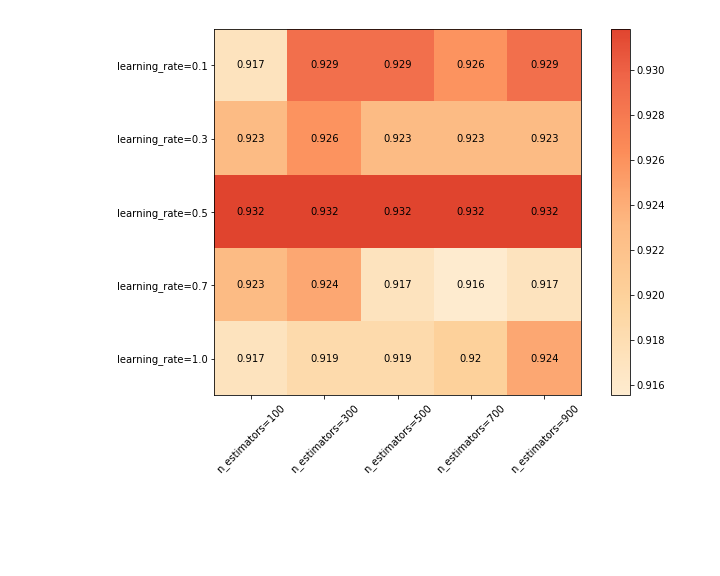 learning_rate=0.1 0.917 0.929 0.929 0.926 0.929
learning_rate=0.3 0.923 0.926 0.923 0.923 0.923
learning_rate=0.5 0.932 0.932 0.932 0.932 0.932
learning_rate=0.7 0.923 0.924 0.917 0.916 0.917
learning_rate=1.0 0.917 0.919 0.919 0.92 0.924
n_estimators=100 n_estimators=300 n_estimators=500 n_estimators=700 n_estimators=900
0.930
0.928
0.926
0.924
0.922
0.920
0.918
0.916